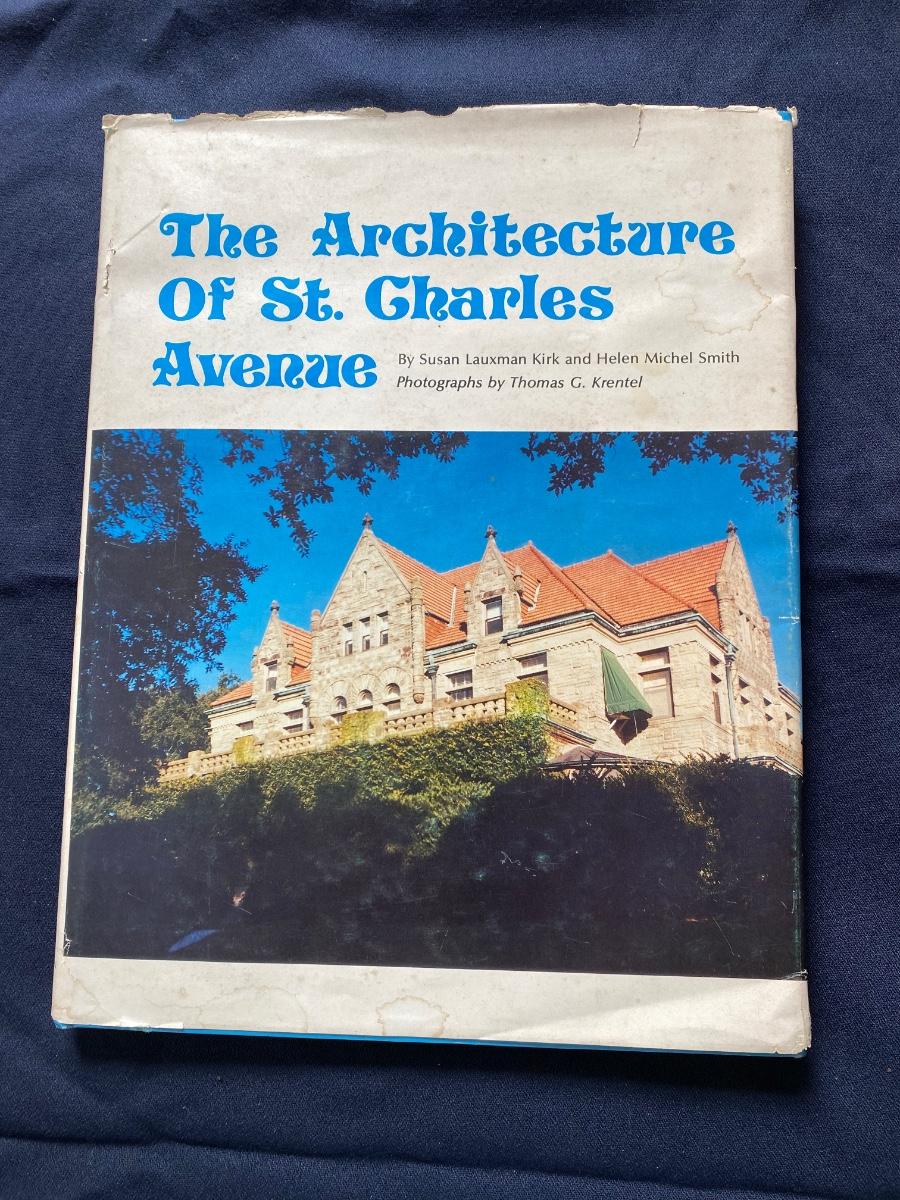 The Architecture
Of St. Charles
Avenue
By Susan Lauxman Kirk and Helen Michel Smith
Photographs by Thomas G. Krentel